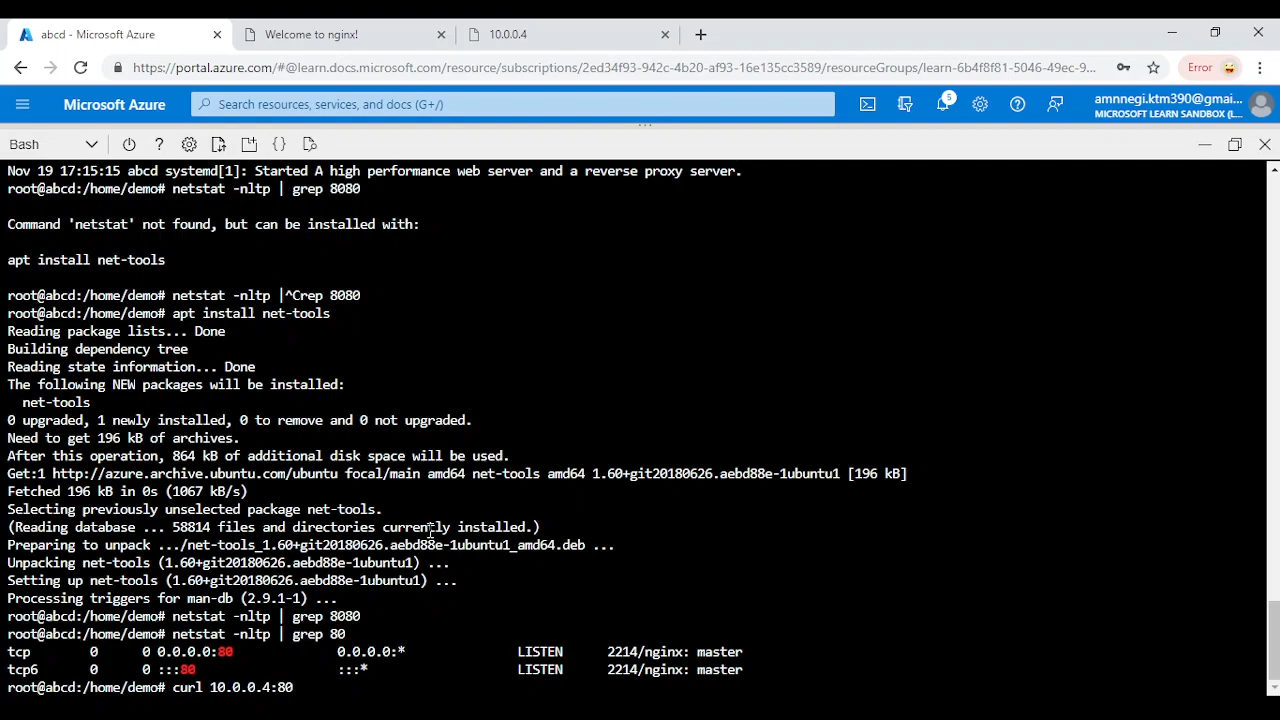 abcd - Microsoft Azure
Welcome to nginx!
10.0.0.4
https://portal.azure.com/#@learn.docs.microsoft.com/resource/subscriptions/2ed34f93-942c-4b20-af93-16e135cc3589/resourceGroups/learn-6b4f8f81-5046-49ec-9...
Error
Microsoft Azure
Search resources, services, and docs (G+/)
5
amnnegi.ktm390@gmai...
MICROSOFT LEARN SANDBOX (L...
Bash
Nov 19 17:15:15 abcd systemd[1]: Started A high performance web server and a reverse proxy server.
root@abcd:/home/demo# netstat -nltp | grep 8080
Command 'netstat' not found, but can be installed with:
apt install net-tools
root@abcd:/home/demo# netstat -nltp |^Crep 8080
root@abcd:/home/demo# apt install net-tools
Reading package lists... Done
Building dependency tree
Reading state information... Done
The following NEW packages will be installed:
net-tools
0 upgraded, 1 newly installed, 0 to remove and 0 not upgraded.
Need to get 196 kB of archives.
After this operation, 864 kB of additional disk space will be used.
Get:1 http://azure.archive.ubuntu.com/ubuntu focal/main amd64 net-tools amd64 1.60+git20180626.aebd88e-1ubuntu1 [196 kB]
Fetched 196 kB in 0s (1067 kB/s)
Selecting previously unselected package net-tools.
(Reading database ... 58814 files and directories currently installed.)
Preparing to unpack .../net-tools_1.60+git20180626.aebd88e-1ubuntu1_amd64.deb ...
Unpacking net-tools (1.60+git20180626.aebd88e-1ubuntu1) ...
Setting up net-tools (1.60+git20180626.aebd88e-1ubuntu1) ...
Processing triggers for man-db (2.9.1-1) ...
root@abcd:/home/demo# netstat -nltp | grep 8080
root@abcd:/home/demo# netstat -nltp | grep 80
tcp 0 0 0.0.0.0:80 0.0.0.0:* LISTEN 2214/nginx: master
tcp6 0 0 :::80 :::* LISTEN 2214/nginx: master
root@abcd:/home/demo# curl 10.0.0.4:80